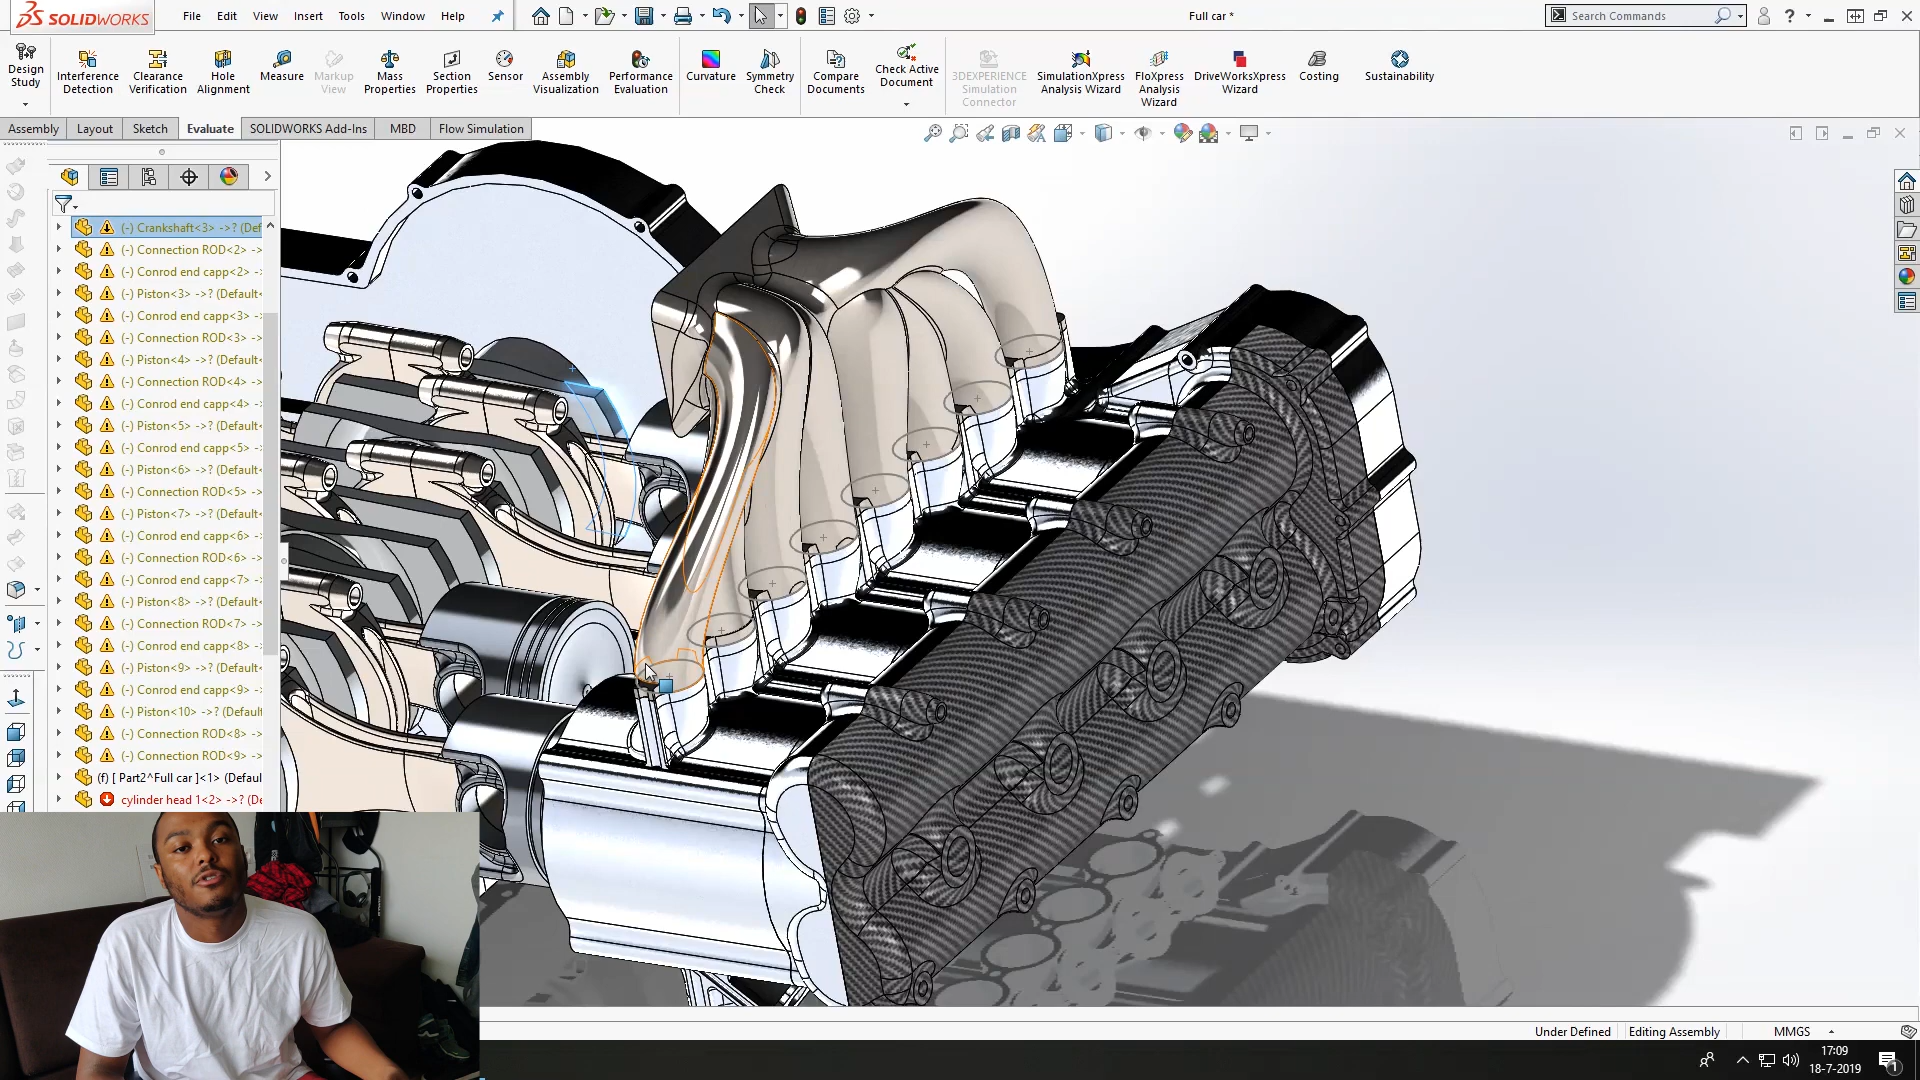 SOLIDWORKS
File Edit View Insert Tools Window Help
Full car *
Search Commands
Design Study
Interference Detection
Clearance Verification
Hole Alignment
Measure
Markup View
Mass Properties
Section Properties
Sensor
Assembly Visualization
Performance Evaluation
Curvature
Symmetry Check
Compare Documents
Check Active Document
3DEXPERIENCE Simulation Connector
SimulationXpress Analysis Wizard
FloXpress Analysis Wizard
DriveWorksXpress Wizard
Costing
Sustainability
Assembly Layout Sketch Evaluate SOLIDWORKS Add-Ins MBD Flow Simulation
(-) Crankshaft<3> ->? (Def
(-) Connection ROD<2> ->
(-) Conrod end capp<2> ->
(-) Piston<3> ->? (Default<
(-) Conrod end capp<3> ->
(-) Connection ROD<3> ->
(-) Piston<4> ->? (Default<
(-) Connection ROD<4> ->
(-) Conrod end capp<4> ->
(-) Piston<5> ->? (Default<
(-) Conrod end capp<5> ->
(-) Piston<6> ->? (Default<
(-) Connection ROD<5> ->
(-) Piston<7> ->? (Default<
(-) Conrod end capp<6> ->
(-) Connection ROD<6> ->
(-) Conrod end capp<7> ->
(-) Piston<8> ->? (Default<
(-) Connection ROD<7> ->
(-) Conrod end capp<8> ->
(-) Piston<9> ->? (Default<
(-) Conrod end capp<9> ->
(-) Piston<10> ->? (Default
(-) Connection ROD<8> ->
(-) Connection ROD<9> ->
(f) [ Part2^Full car ]<1> (Defaul
cylinder head 1<2> ->? (De
Under Defined Editing Assembly MMGS
17:09
18-7-2019
1